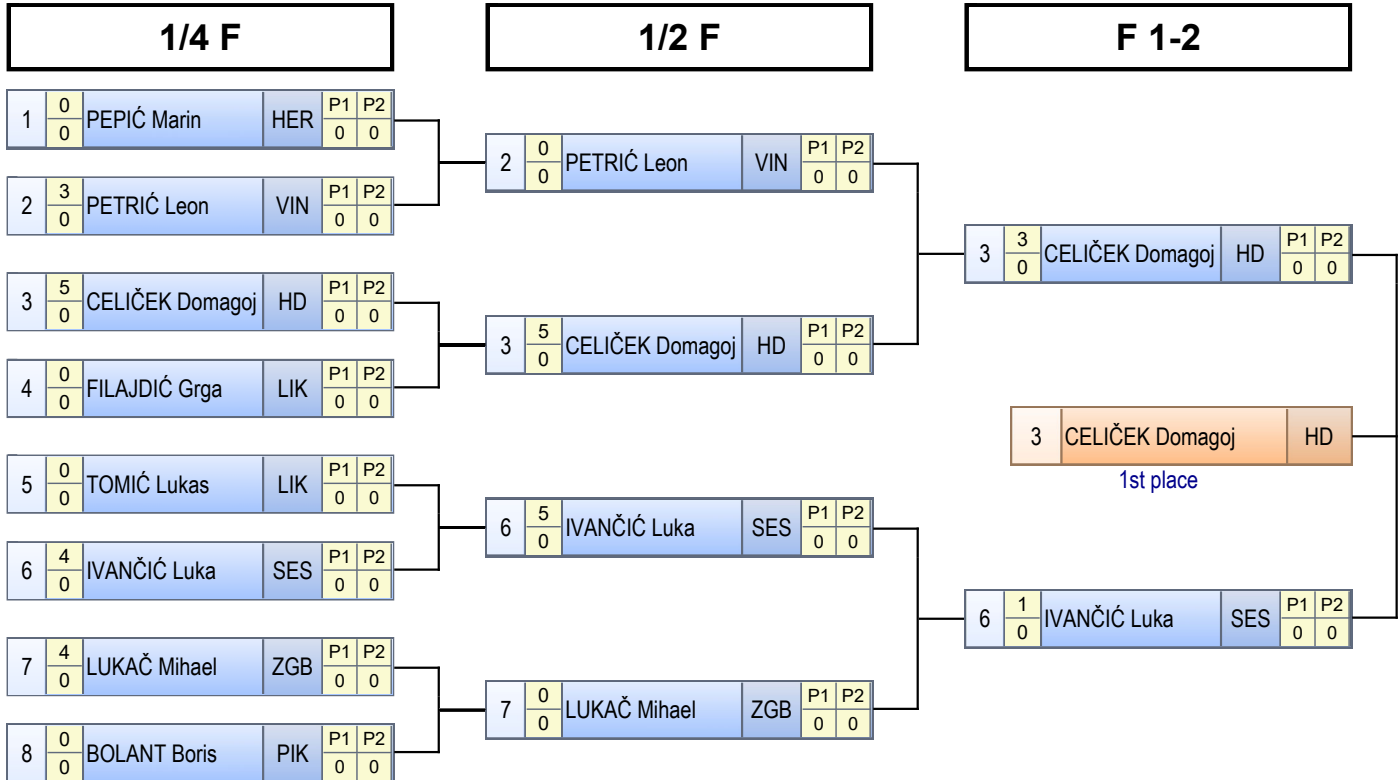 1/4 F
1/2 F
F 1-2
1 0 0 PEPIĆ Marin HER P1 P2 0 0
2 3 0 PETRIĆ Leon VIN P1 P2 0 0
3 5 0 CELIČEK Domagoj HD P1 P2 0 0
4 0 0 FILAJDIĆ Grga LIK P1 P2 0 0
5 0 0 TOMIĆ Lukas LIK P1 P2 0 0
6 4 0 IVANČIĆ Luka SES P1 P2 0 0
7 4 0 LUKAČ Mihael ZGB P1 P2 0 0
8 0 0 BOLANT Boris PIK P1 P2 0 0
2 0 0 PETRIĆ Leon VIN P1 P2 0 0
3 5 0 CELIČEK Domagoj HD P1 P2 0 0
6 5 0 IVANČIĆ Luka SES P1 P2 0 0
7 0 0 LUKAČ Mihael ZGB P1 P2 0 0
3 3 0 CELIČEK Domagoj HD P1 P2 0 0
3 CELIČEK Domagoj HD
1st place
6 1 0 IVANČIĆ Luka SES P1 P2 0 0